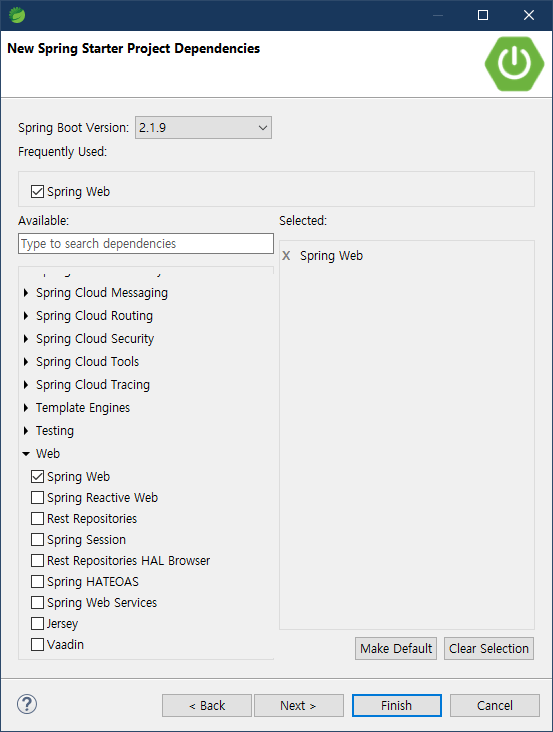 New Spring Starter Project Dependencies
Spring Boot Version: 2.1.9
Frequently Used:
Spring Web
Available:
Selected:
Type to search dependencies
X Spring Web
Spring Cloud Messaging
Spring Cloud Routing
Spring Cloud Security
Spring Cloud Tools
Spring Cloud Tracing
Template Engines
Testing
Web
Spring Web
Spring Reactive Web
Rest Repositories
Spring Session
Rest Repositories HAL Browser
Spring HATEOAS
Spring Web Services
Jersey
Vaadin
Make Default
Clear Selection
? < Back Next > Finish Cancel